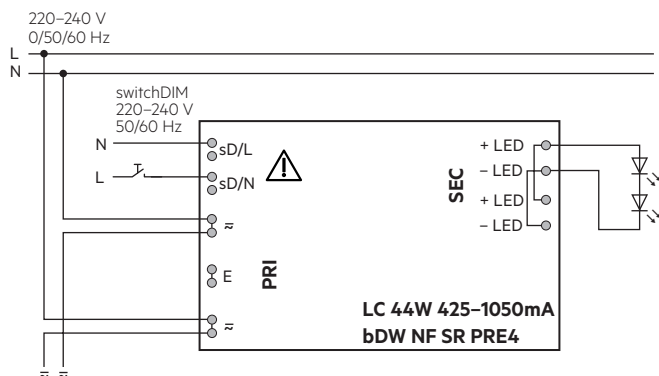 220–240 V
0/50/60 Hz
L
N
switchDIM
220–240 V
50/60 Hz
N
L
sD/L
sD/N
E
PRI
SEC
+ LED
– LED
+ LED
– LED
LC 44W 425–1050mA
bDW NF SR PRE4